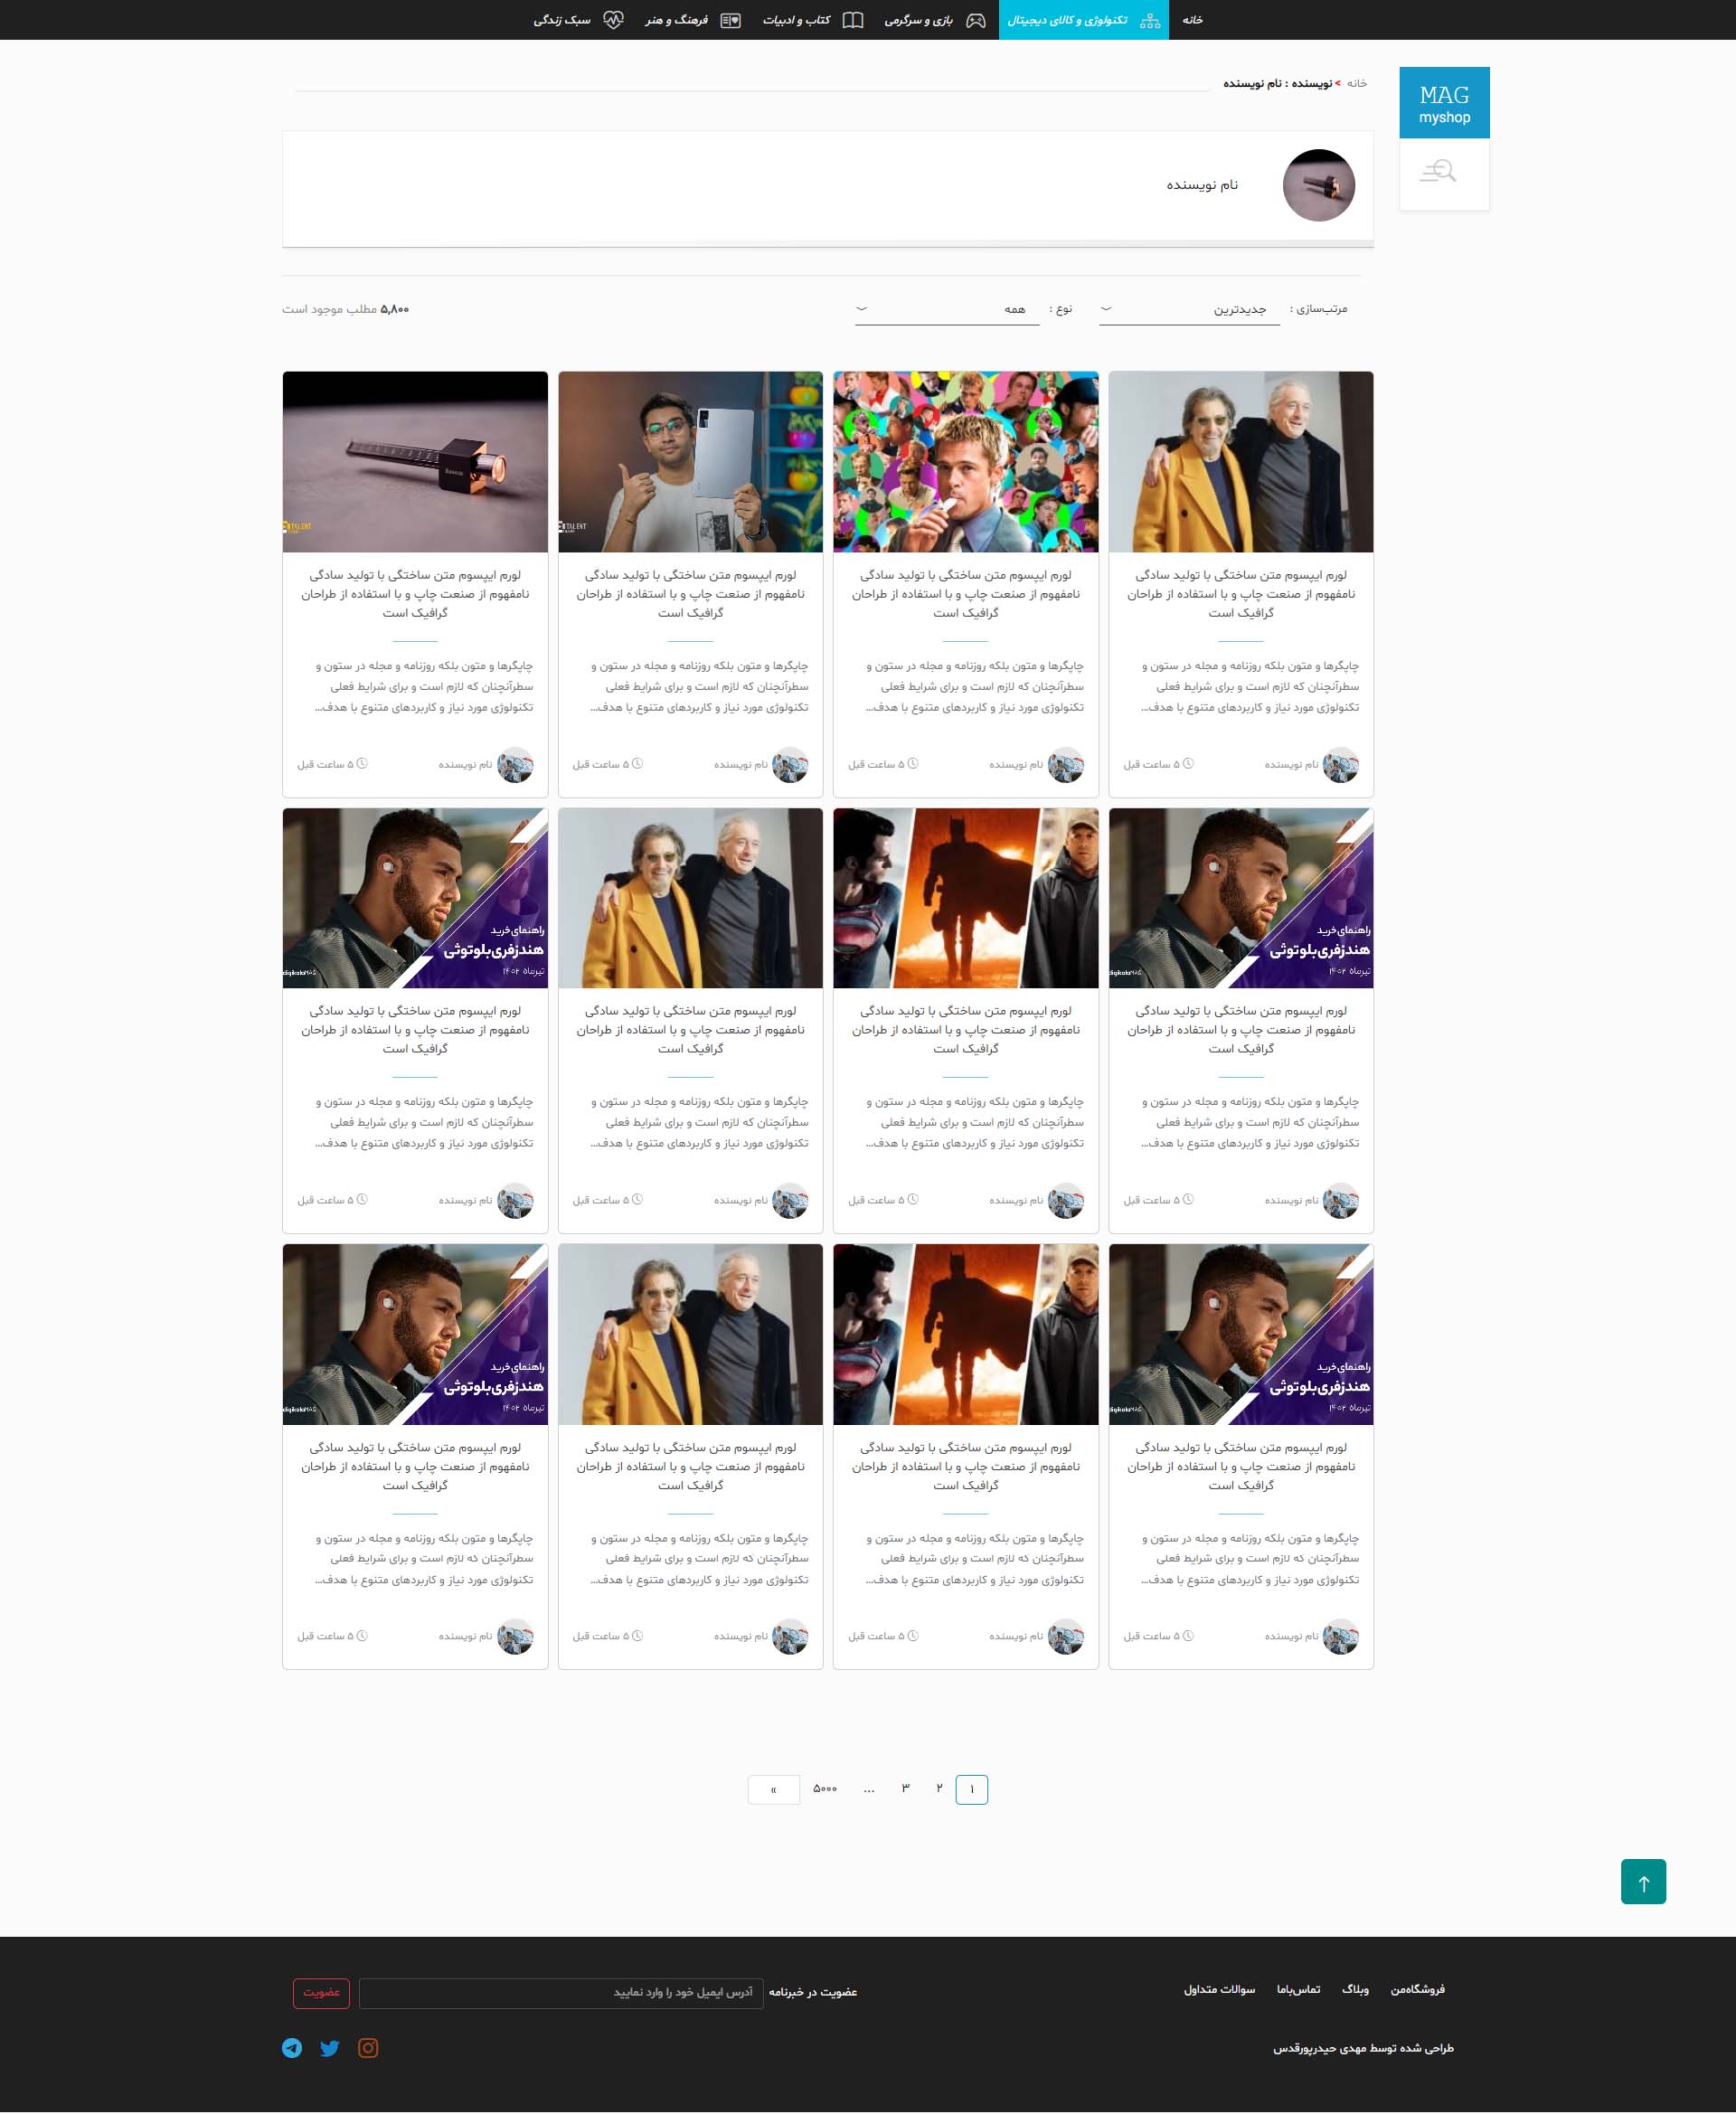 خانه
تکنولوژی و کالای دیجیتال
بازی و سرگرمی
کتاب و ادبیات
فرهنگ و هنر
سبک زندگی
MAG
myshop
خانه > نویسنده : نام نویسنده
نام نویسنده
مرتب‌سازی : جدیدترین
نوع : همه
۵,۸۰۰ مطلب موجود است
لورم ایپسوم متن ساختگی با تولید سادگی
نامفهوم از صنعت چاپ و با استفاده از طراحان
گرافیک است
چاپگرها و متون بلکه روزنامه و مجله در ستون و
سطرآنچنان که لازم است و برای شرایط فعلی
تکنولوژی مورد نیاز و کاربردهای متنوع با هدف...
نام نویسنده
۵ ساعت قبل
لورم ایپسوم متن ساختگی با تولید سادگی
نامفهوم از صنعت چاپ و با استفاده از طراحان
گرافیک است
چاپگرها و متون بلکه روزنامه و مجله در ستون و
سطرآنچنان که لازم است و برای شرایط فعلی
تکنولوژی مورد نیاز و کاربردهای متنوع با هدف...
نام نویسنده
۵ ساعت قبل
TALENT
لورم ایپسوم متن ساختگی با تولید سادگی
نامفهوم از صنعت چاپ و با استفاده از طراحان
گرافیک است
چاپگرها و متون بلکه روزنامه و مجله در ستون و
سطرآنچنان که لازم است و برای شرایط فعلی
تکنولوژی مورد نیاز و کاربردهای متنوع با هدف...
نام نویسنده
۵ ساعت قبل
Baseus
TALENT
لورم ایپسوم متن ساختگی با تولید سادگی
نامفهوم از صنعت چاپ و با استفاده از طراحان
گرافیک است
چاپگرها و متون بلکه روزنامه و مجله در ستون و
سطرآنچنان که لازم است و برای شرایط فعلی
تکنولوژی مورد نیاز و کاربردهای متنوع با هدف...
نام نویسنده
۵ ساعت قبل
راهنمای خرید
هندزفری بلوتوثی
تیرماه ۱۴۰۲
digikalaMAG
لورم ایپسوم متن ساختگی با تولید سادگی
نامفهوم از صنعت چاپ و با استفاده از طراحان
گرافیک است
چاپگرها و متون بلکه روزنامه و مجله در ستون و
سطرآنچنان که لازم است و برای شرایط فعلی
تکنولوژی مورد نیاز و کاربردهای متنوع با هدف...
نام نویسنده
۵ ساعت قبل
لورم ایپسوم متن ساختگی با تولید سادگی
نامفهوم از صنعت چاپ و با استفاده از طراحان
گرافیک است
چاپگرها و متون بلکه روزنامه و مجله در ستون و
سطرآنچنان که لازم است و برای شرایط فعلی
تکنولوژی مورد نیاز و کاربردهای متنوع با هدف...
نام نویسنده
۵ ساعت قبل
لورم ایپسوم متن ساختگی با تولید سادگی
نامفهوم از صنعت چاپ و با استفاده از طراحان
گرافیک است
چاپگرها و متون بلکه روزنامه و مجله در ستون و
سطرآنچنان که لازم است و برای شرایط فعلی
تکنولوژی مورد نیاز و کاربردهای متنوع با هدف...
نام نویسنده
۵ ساعت قبل
راهنمای خرید
هندزفری بلوتوثی
تیرماه ۱۴۰۲
digikalaMAG
لورم ایپسوم متن ساختگی با تولید سادگی
نامفهوم از صنعت چاپ و با استفاده از طراحان
گرافیک است
چاپگرها و متون بلکه روزنامه و مجله در ستون و
سطرآنچنان که لازم است و برای شرایط فعلی
تکنولوژی مورد نیاز و کاربردهای متنوع با هدف...
نام نویسنده
۵ ساعت قبل
راهنمای خرید
هندزفری بلوتوثی
تیرماه ۱۴۰۲
digikalaMAG
لورم ایپسوم متن ساختگی با تولید سادگی
نامفهوم از صنعت چاپ و با استفاده از طراحان
گرافیک است
چاپگرها و متون بلکه روزنامه و مجله در ستون و
سطرآنچنان که لازم است و برای شرایط فعلی
تکنولوژی مورد نیاز و کاربردهای متنوع با هدف...
نام نویسنده
۵ ساعت قبل
لورم ایپسوم متن ساختگی با تولید سادگی
نامفهوم از صنعت چاپ و با استفاده از طراحان
گرافیک است
چاپگرها و متون بلکه روزنامه و مجله در ستون و
سطرآنچنان که لازم است و برای شرایط فعلی
تکنولوژی مورد نیاز و کاربردهای متنوع با هدف...
نام نویسنده
۵ ساعت قبل
لورم ایپسوم متن ساختگی با تولید سادگی
نامفهوم از صنعت چاپ و با استفاده از طراحان
گرافیک است
چاپگرها و متون بلکه روزنامه و مجله در ستون و
سطرآنچنان که لازم است و برای شرایط فعلی
تکنولوژی مورد نیاز و کاربردهای متنوع با هدف...
نام نویسنده
۵ ساعت قبل
راهنمای خرید
هندزفری بلوتوثی
تیرماه ۱۴۰۲
digikalaMAG
لورم ایپسوم متن ساختگی با تولید سادگی
نامفهوم از صنعت چاپ و با استفاده از طراحان
گرافیک است
چاپگرها و متون بلکه روزنامه و مجله در ستون و
سطرآنچنان که لازم است و برای شرایط فعلی
تکنولوژی مورد نیاز و کاربردهای متنوع با هدف...
نام نویسنده
۵ ساعت قبل
۱ ۲ ۳ ... ۵۰۰۰ »
فروشگاه‌من
وبلاگ
تماس‌باما
سوالات متداول
عضویت در خبرنامه
آدرس ایمیل خود را وارد نمایید
عضویت
طراحی شده توسط مهدی حیدرپورقدس